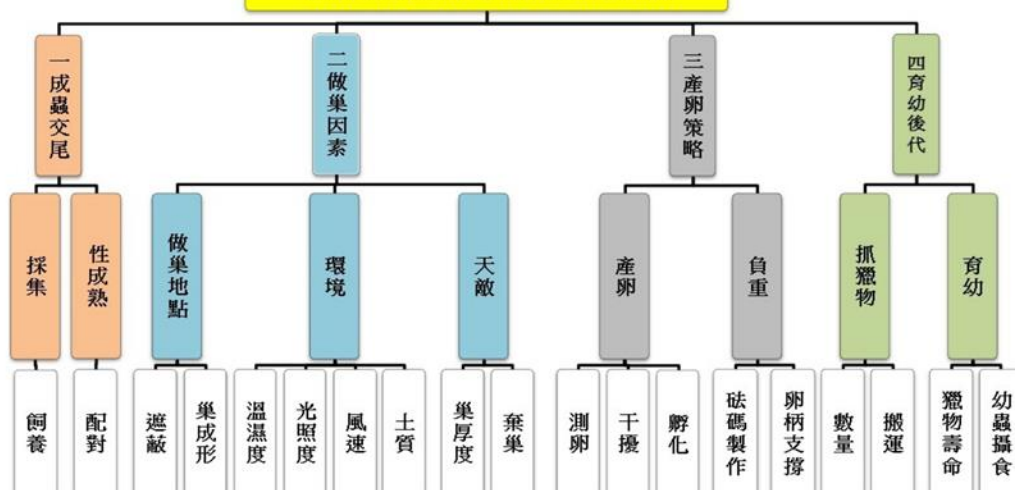 一成蟲交尾
二做巢因素
三產卵策略
四育幼後代
採集
性成熟
做巢地點
環境
天敵
產卵
負重
抓獵物
育幼
飼養
配對
遮蔽
巢成形
溫濕度
光照度
風速
土質
巢厚度
棄巢
測卵
干擾
孵化
砝碼製作
卵柄支撐
數量
搬運
獵物壽命
幼蟲攝食